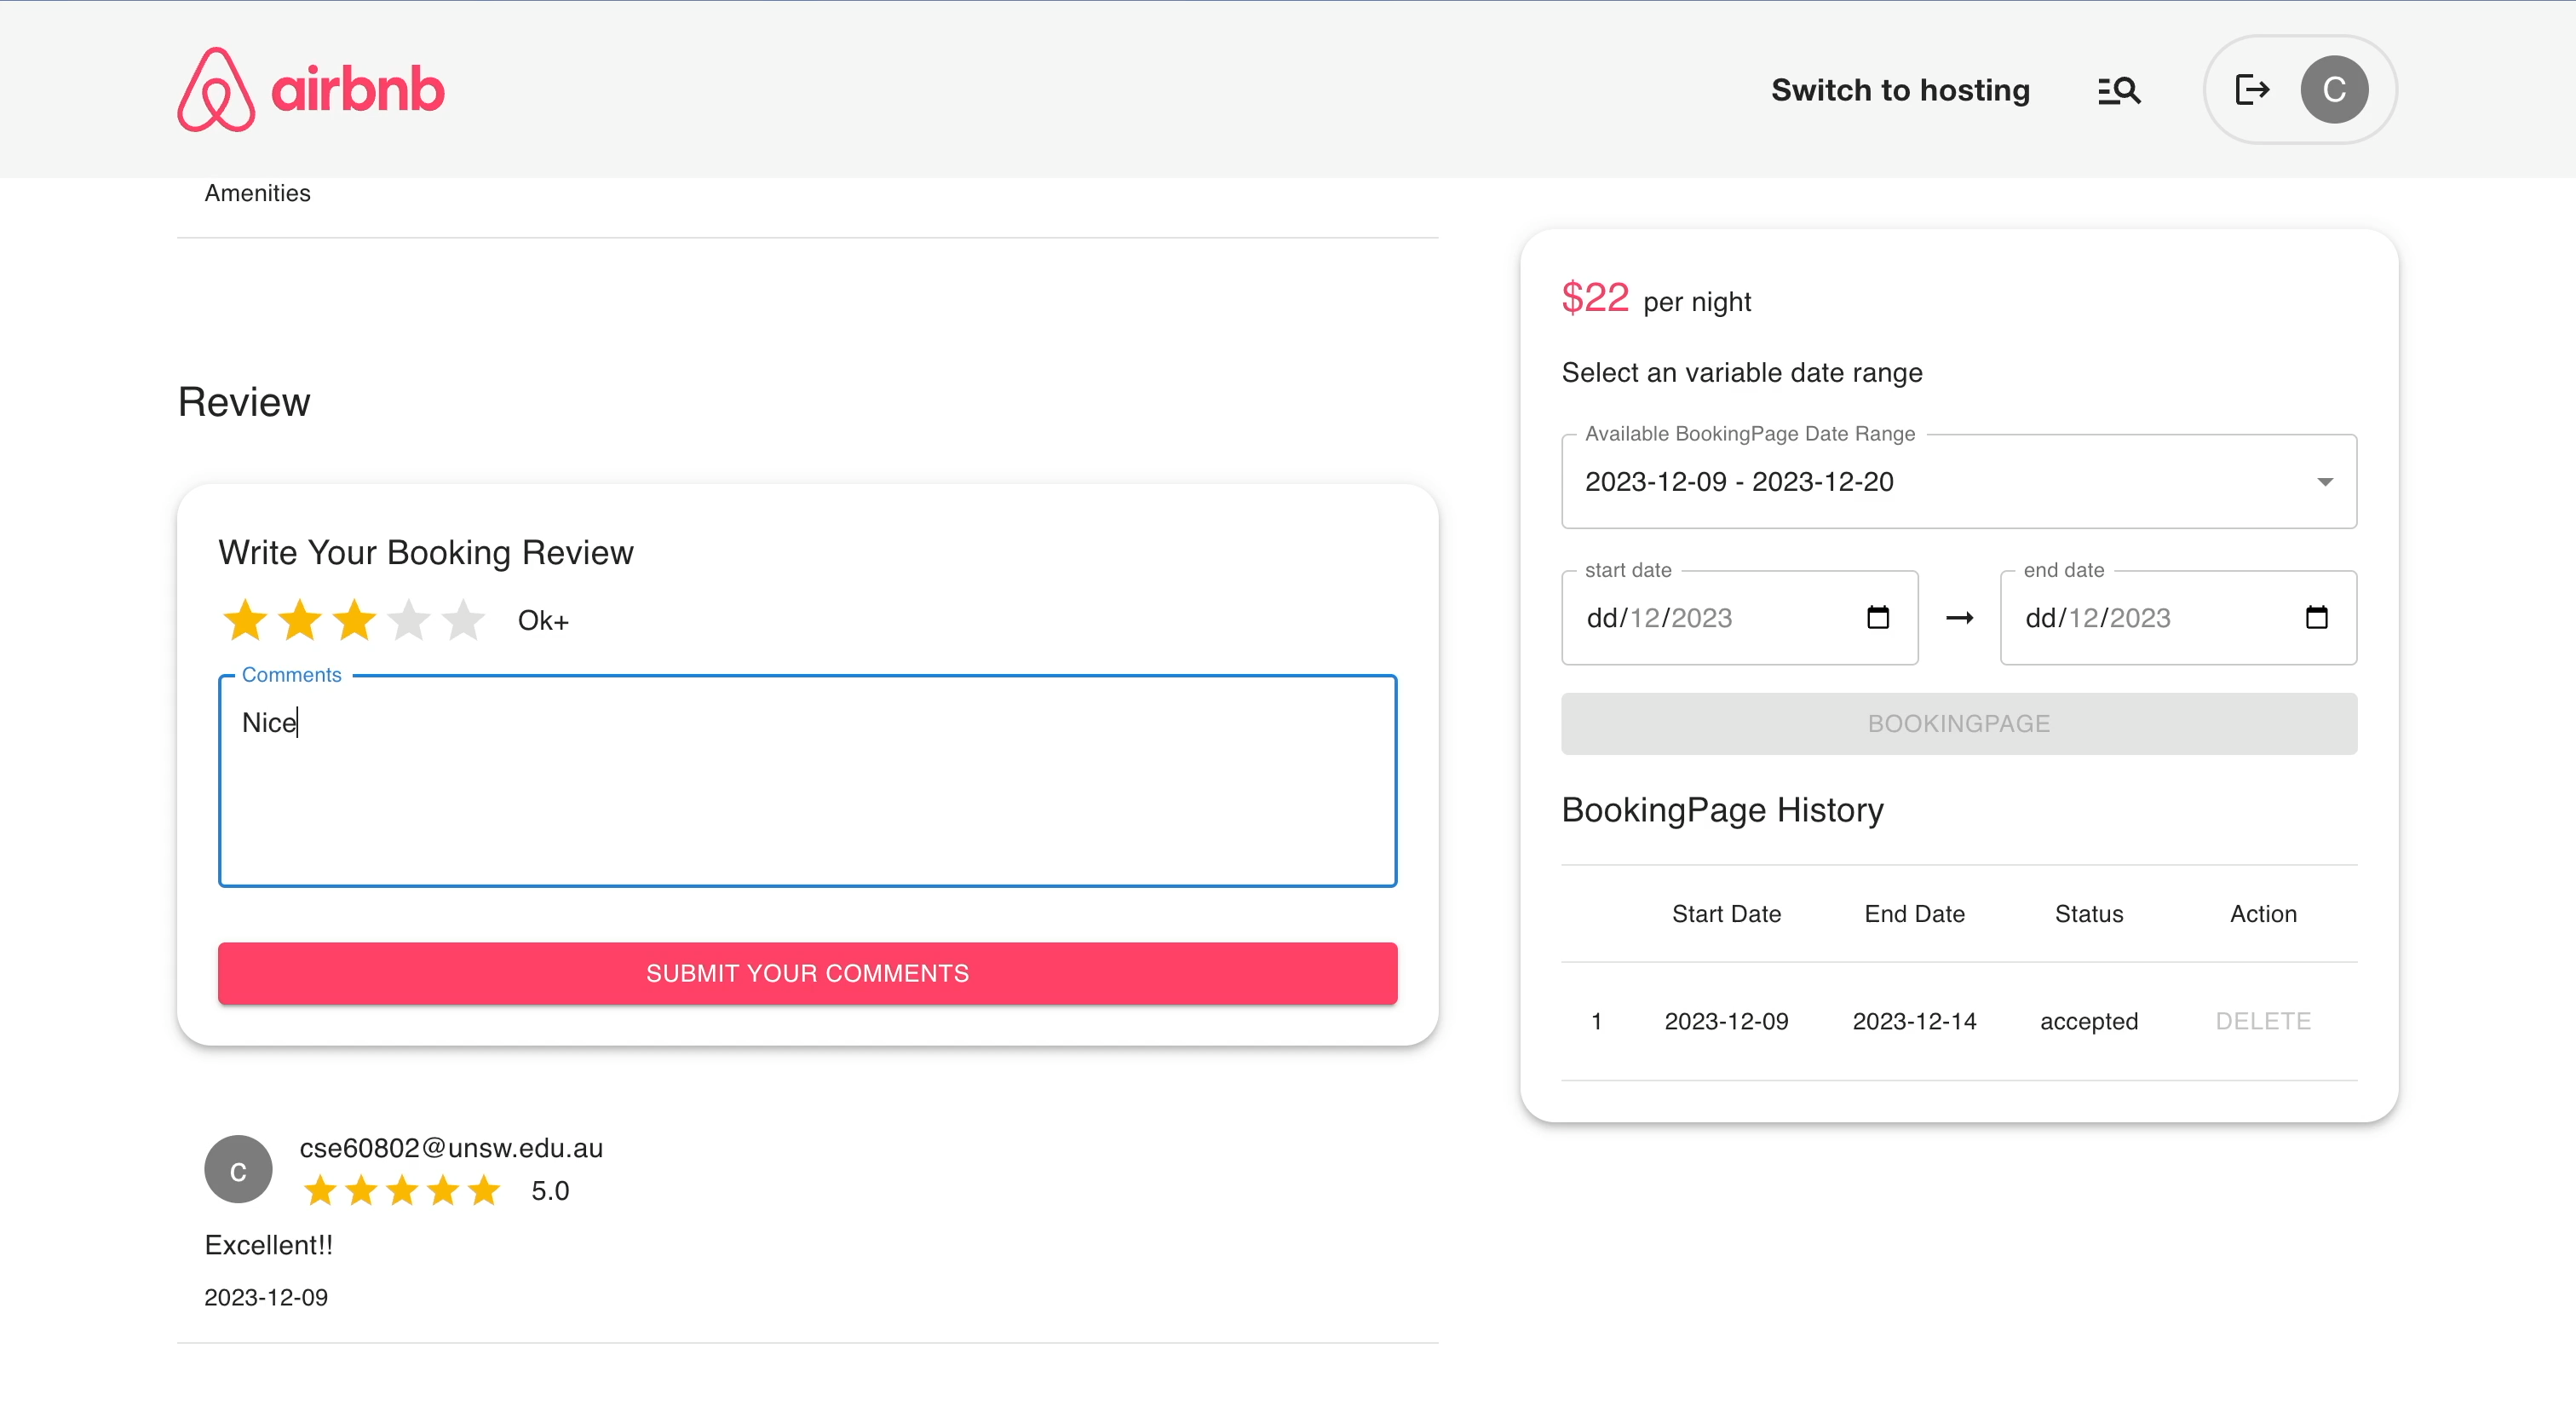 airbnb
Switch to hosting
C
Amenities
Review
Write Your Booking Review
Ok+
Comments
Nice
SUBMIT YOUR COMMENTS
c
cse60802@unsw.edu.au
5.0
Excellent!!
2023-12-09
$22 per night
Select an variable date range
Available BookingPage Date Range
2023-12-09 - 2023-12-20
start date
dd/12/2023
end date
dd/12/2023
BOOKINGPAGE
BookingPage History
Start Date End Date Status Action
1 2023-12-09 2023-12-14 accepted DELETE